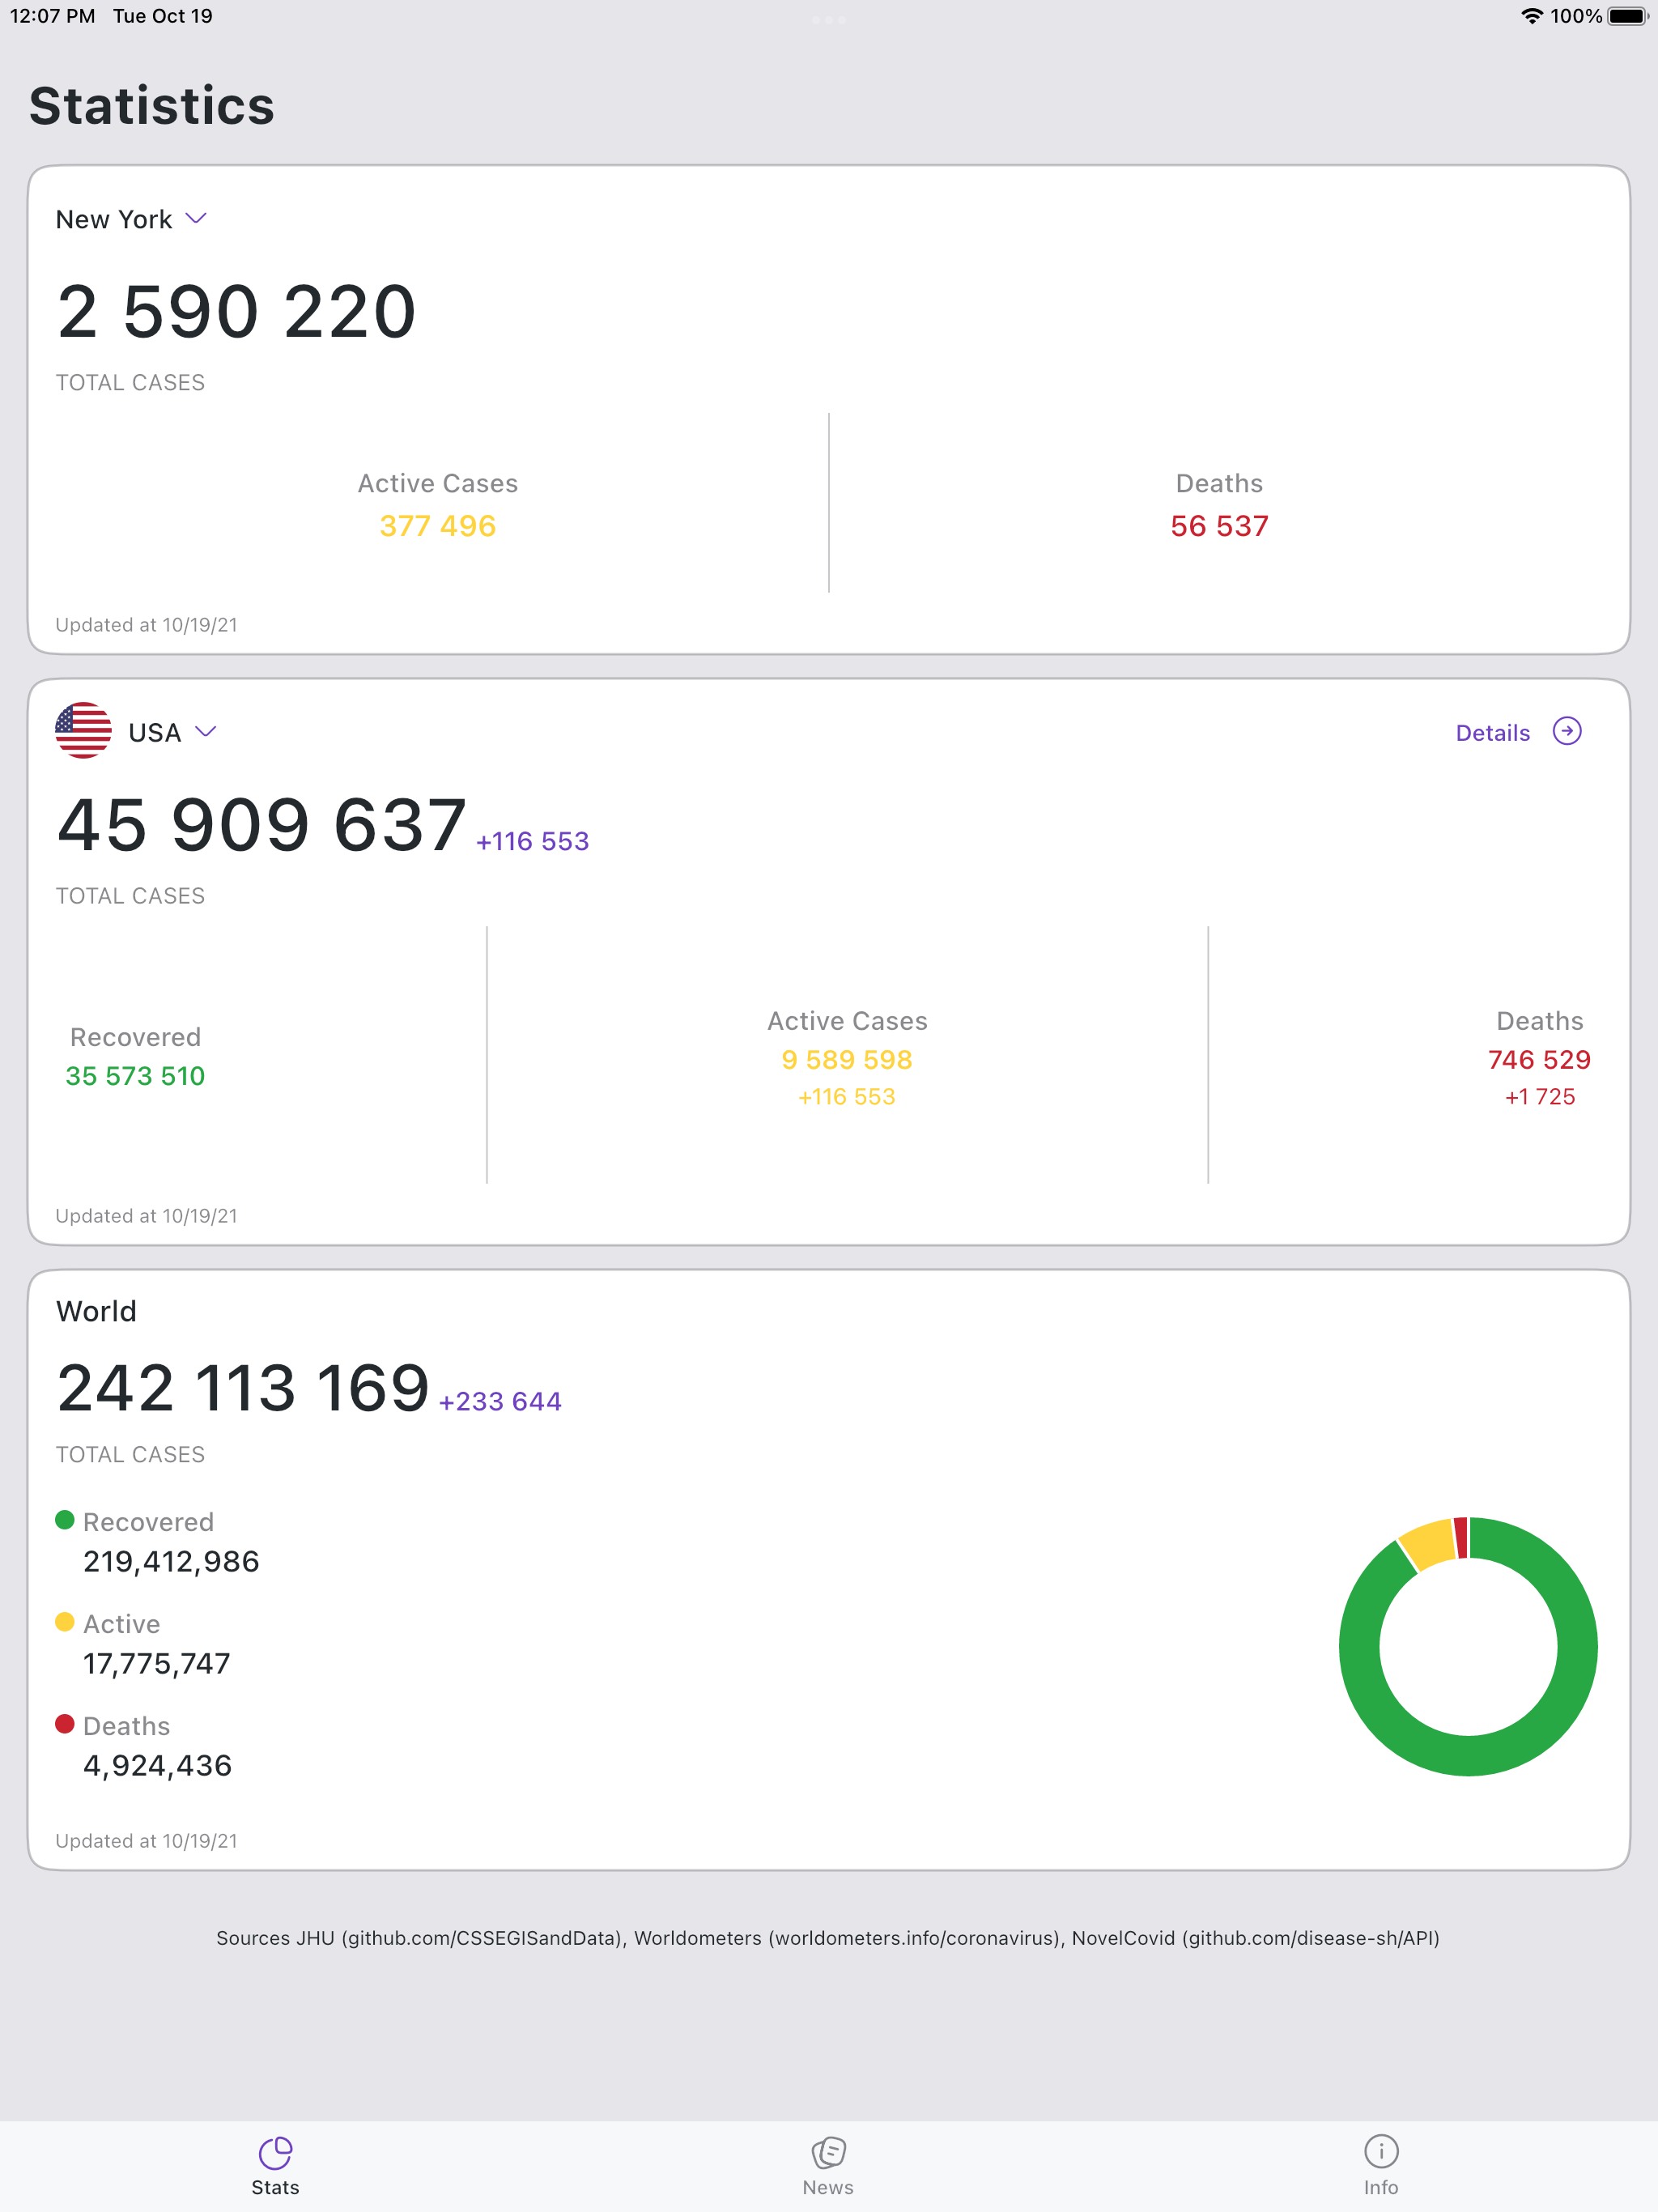 12:07 PM Tue Oct 19 100%
Statistics
New York
2 590 220
TOTAL CASES
Active Cases Deaths
377 496 56 537
Updated at 10/19/21
USA Details
45 909 637 +116 553
TOTAL CASES
Recovered
35 573 510
Active Cases
9 589 598
+116 553
Deaths
746 529
+1 725
Updated at 10/19/21
World
242 113 169 +233 644
TOTAL CASES
Recovered
219,412,986
Active
17,775,747
Deaths
4,924,436
Updated at 10/19/21
Sources JHU (github.com/CSSEGISandData), Worldometers (worldometers.info/coronavirus), NovelCovid (github.com/disease-sh/API)
Stats News Info